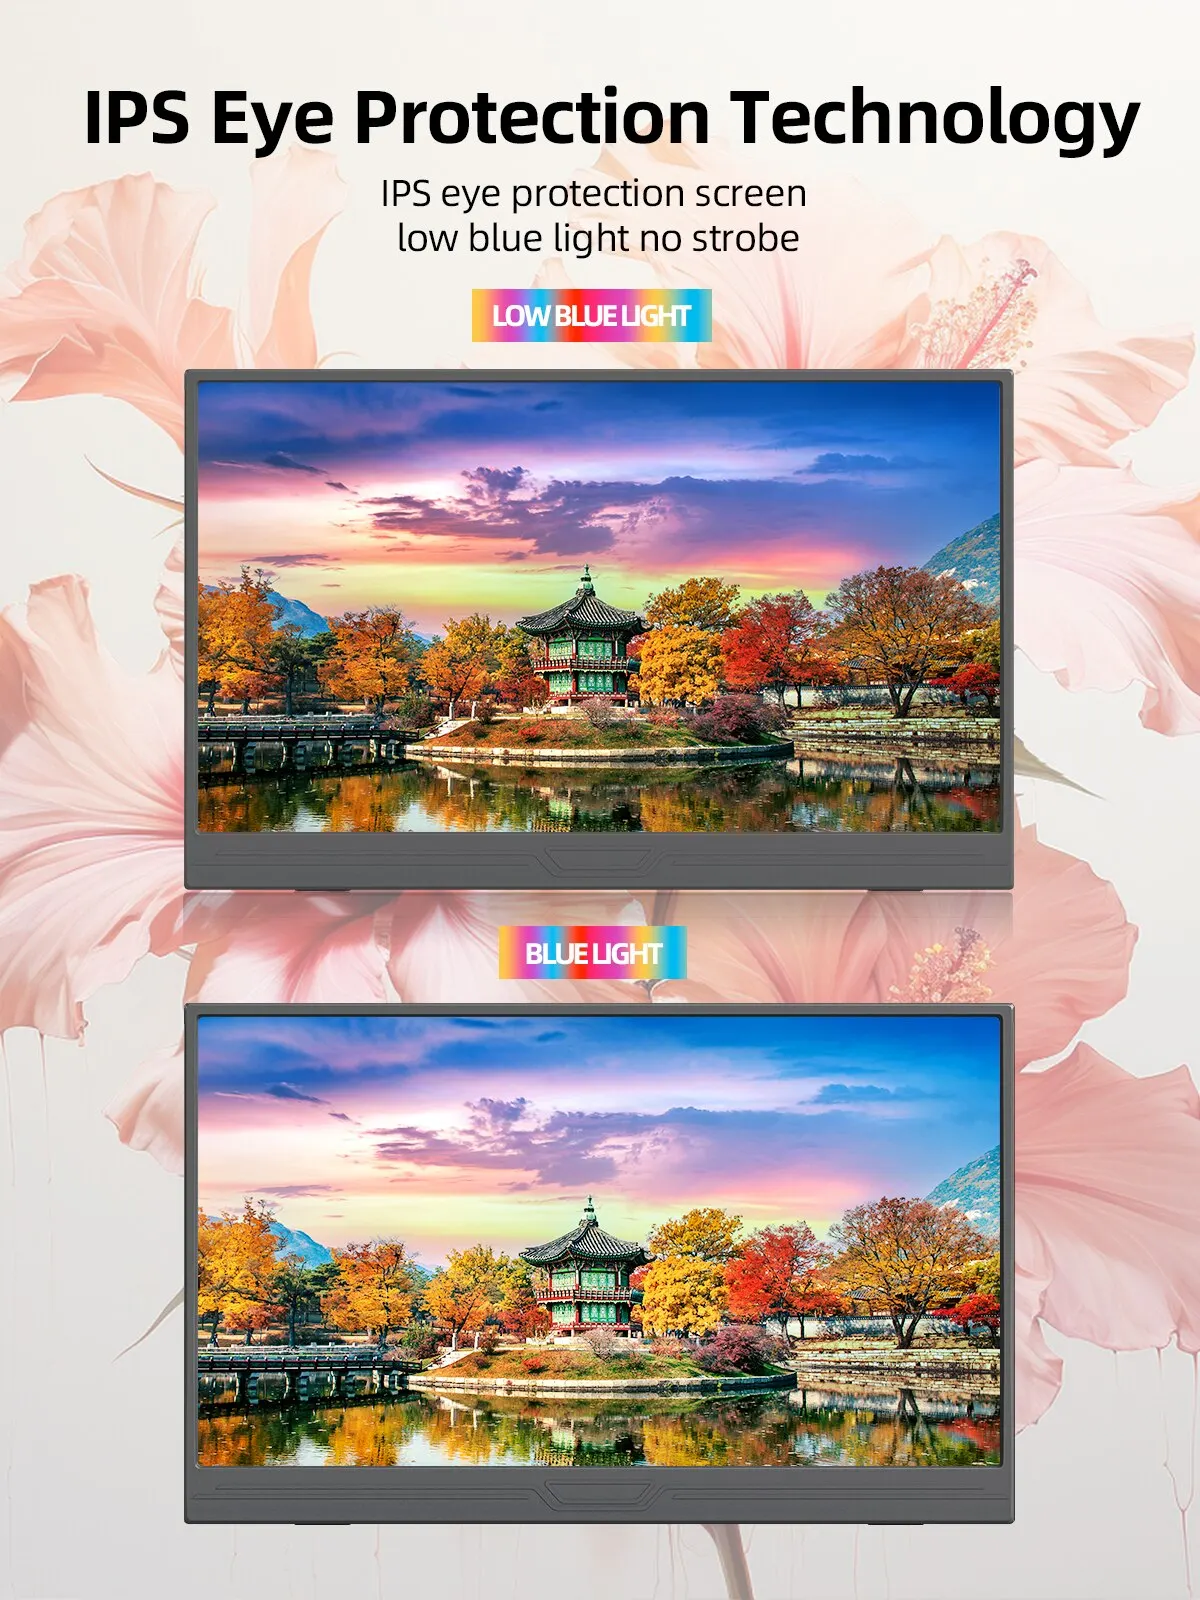 IPS Eye Protection Technology
IPS eye protection screen
low blue light no strobe
LOW BLUE LIGHT
BLUE LIGHT